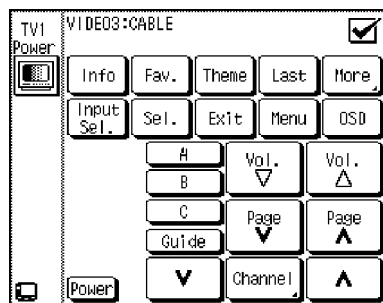 TV1
Power
VIDEO3:CABLE
Info Fav. Theme Last More
Input
Sel.
Sel. Exit Menu OSD
A
B
C
Guide
Vol. Vol.
Page Page
Power
Channel